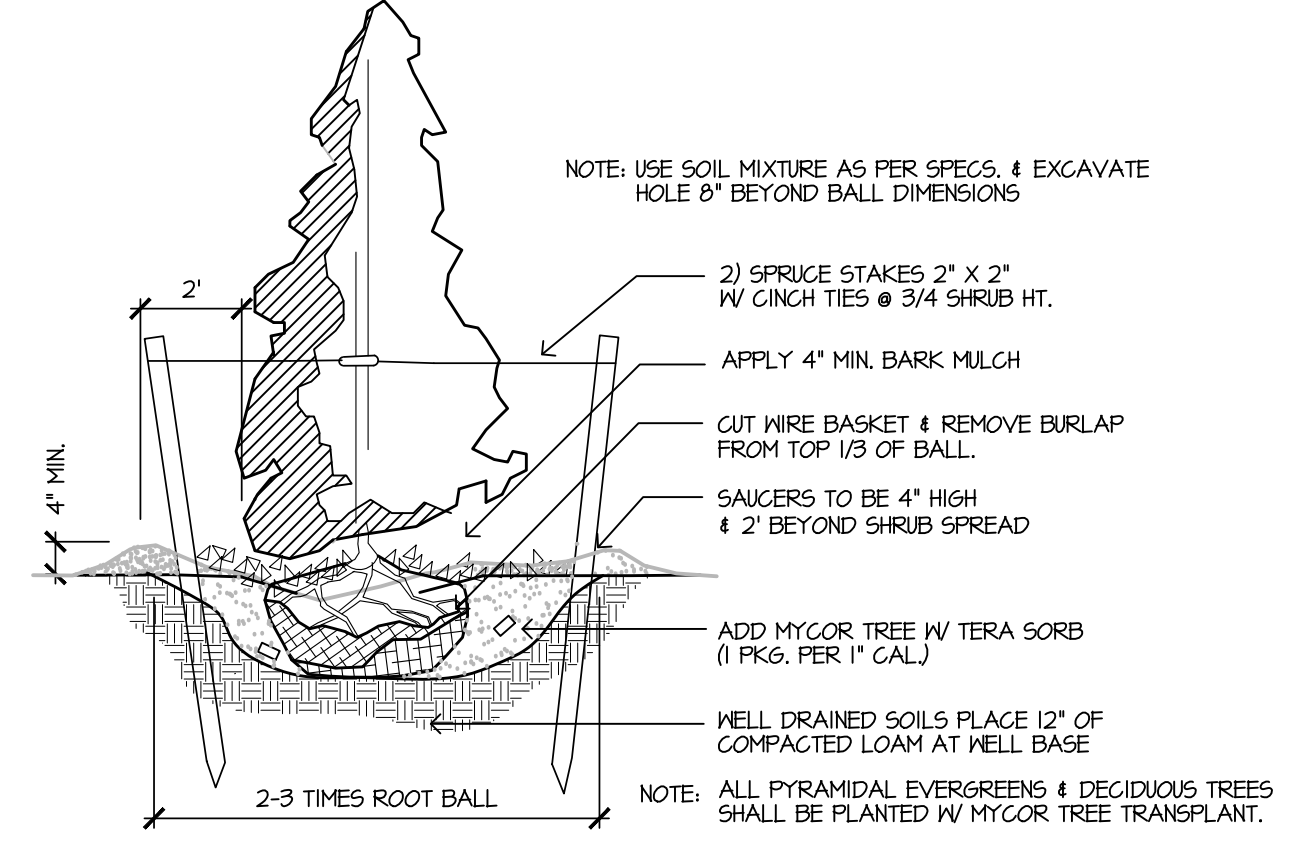 NOTE: USE SOIL MIXTURE AS PER SPECS. & EXCAVATE
HOLE 8" BEYOND BALL DIMENSIONS
2) SPRUCE STAKES 2" X 2"
W/ CINCH TIES @ 3/4 SHRUB HT.
2'
APPLY 4" MIN. BARK MULCH
CUT WIRE BASKET & REMOVE BURLAP
FROM TOP 1/3 OF BALL.
4" MIN.
SAUCERS TO BE 4" HIGH
& 2' BEYOND SHRUB SPREAD
ADD MYCOR TREE W/ TERA SORB
(1 PKG. PER 1" CAL.)
WELL DRAINED SOILS PLACE 12" OF
COMPACTED LOAM AT WELL BASE
2-3 TIMES ROOT BALL
NOTE: ALL PYRAMIDAL EVERGREENS & DECIDUOUS TREES
SHALL BE PLANTED W/ MYCOR TREE TRANSPLANT.